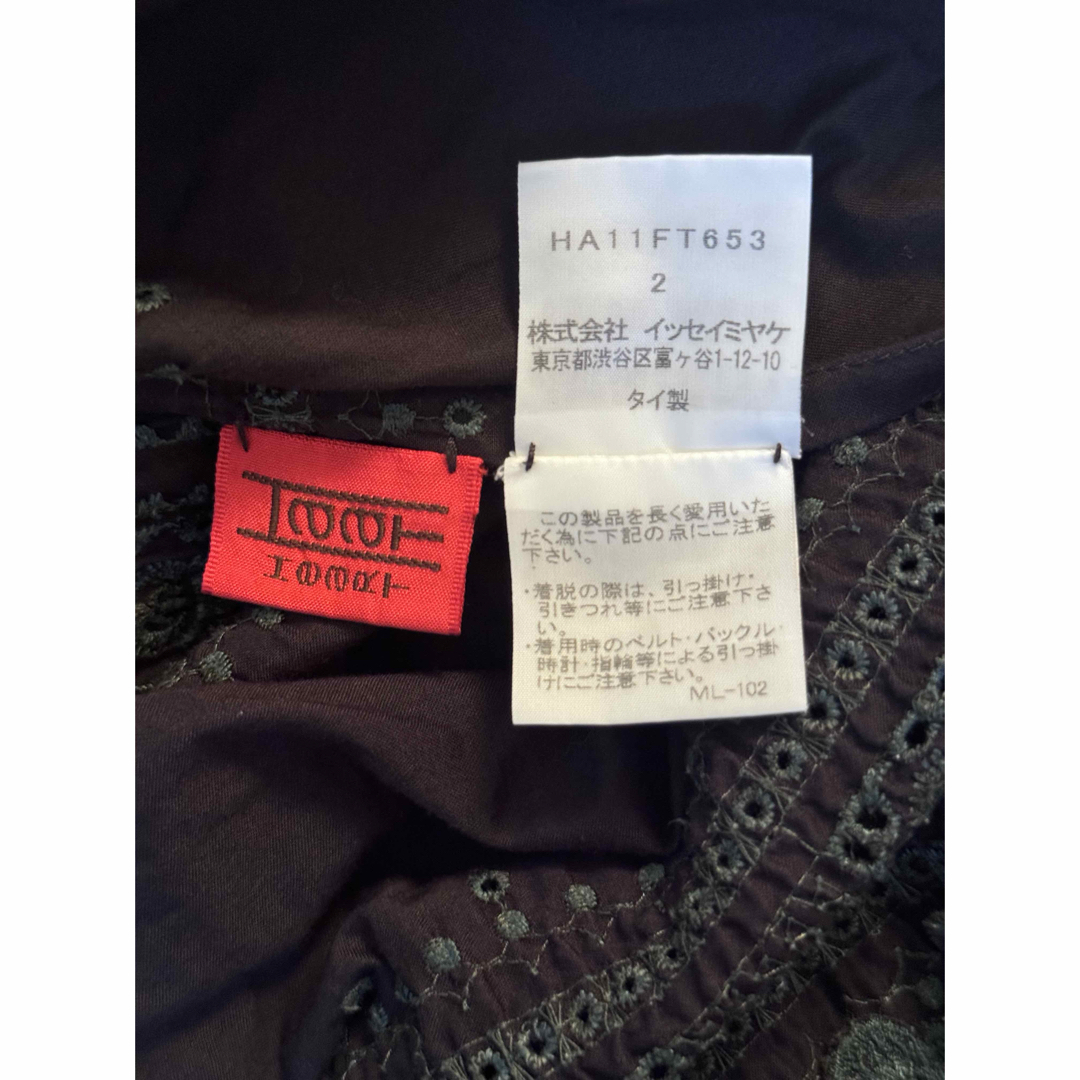 HA11FT653
2
株式会社 イッセイミヤケ
東京都渋谷区富ヶ谷1-12-10
タイ製
HaaT
HeeRT
この製品を長く愛用いた
だく為に下記の点にご注意
下さい。
・着脱の際は、引っ掛け・
引きつれ等にご注意下さ
い。
・着用時のベルト・バックル・
時計・指輪等による引っ掛
けにご注意下さい。
ML-102